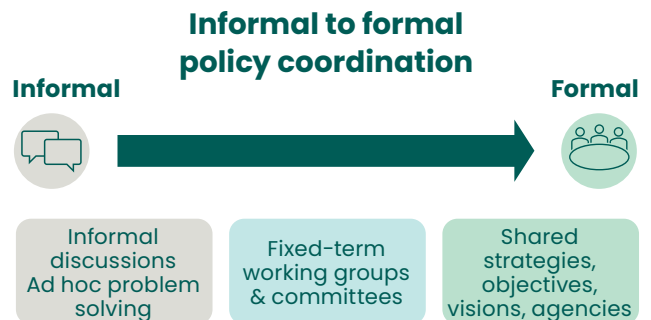 Informal to formal
policy coordination
Informal
Formal
Informal
discussions
Ad hoc problem
solving
Fixed-term
working groups
& committees
Shared
strategies,
objectives,
visions, agencies